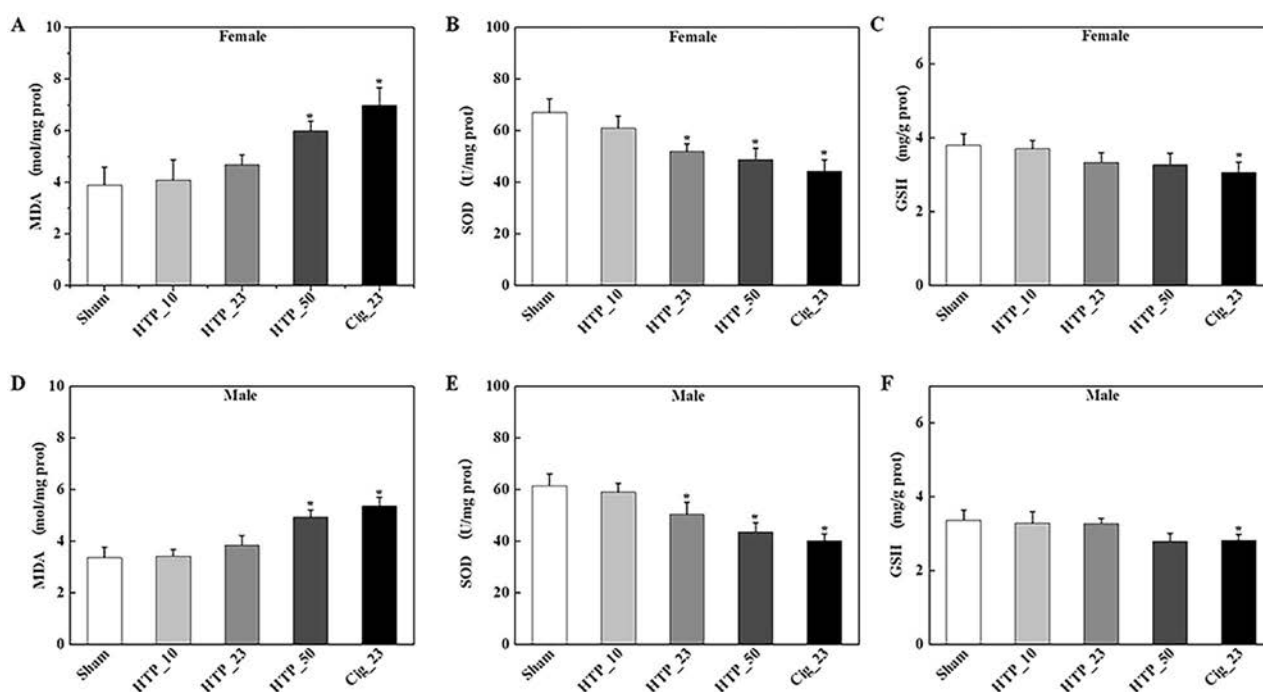 A
Female
MDA (mol/mg prot)
10
8
6
4
2
0
*
*
Sham
HTP_10
HTP_23
HTP_50
Cig_23
B
Female
SOD (U/mg prot)
100
80
60
40
20
0
*
*
*
Sham
HTP_10
HTP_23
HTP_50
Cig_23
C
Female
GSH (mg/g prot)
6
4
2
0
*
Sham
HTP_10
HTP_23
HTP_50
Cig_23
D
Male
MDA (mol/mg prot)
10
8
6
4
2
0
*
*
Sham
HTP_10
HTP_23
HTP_50
Cig_23
E
Male
SOD (U/mg prot)
100
80
60
40
20
0
*
*
*
Sham
HTP_10
HTP_23
HTP_50
Cig_23
F
Male
GSH (mg/g prot)
6
4
2
0
*
Sham
HTP_10
HTP_23
HTP_50
Cig_23